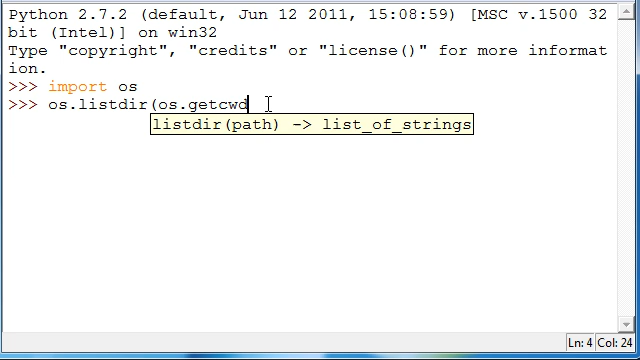 Python 2.7.2 (default, Jun 12 2011, 15:08:59) [MSC v.1500 32
bit (Intel)] on win32
Type "copyright", "credits" or "license()" for more informat
ion.
>>> import os
>>> os.listdir(os.getcwd
listdir(path) -> list_of_strings
Ln: 4 Col: 24